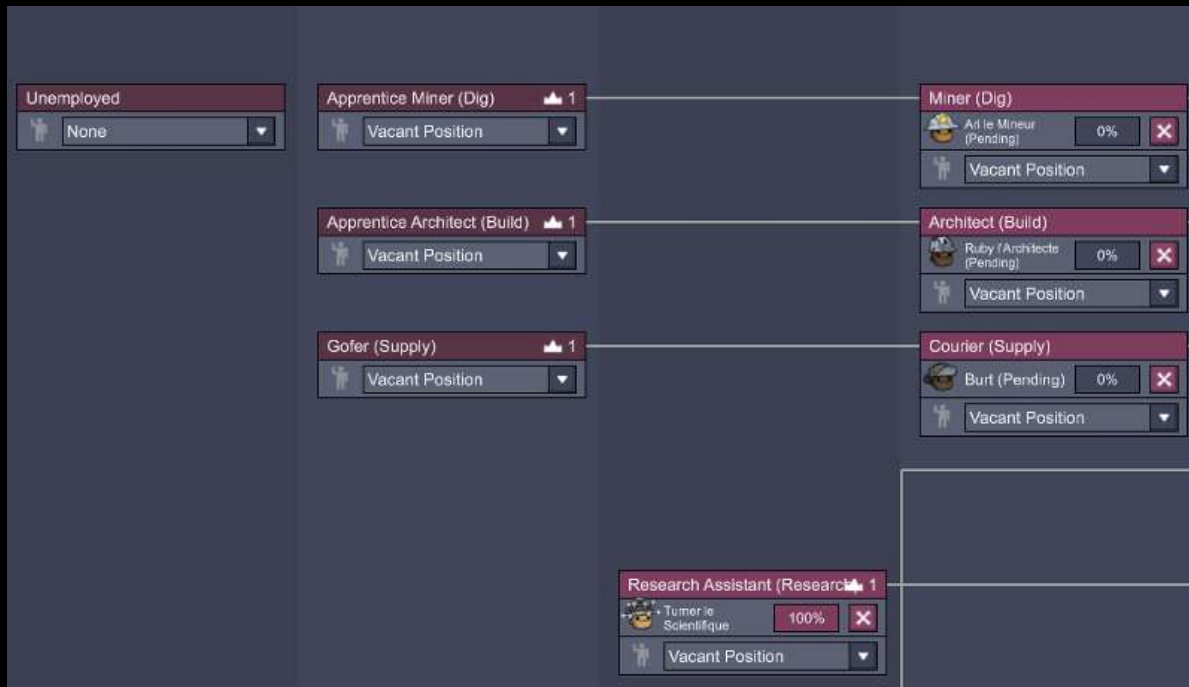 Unemployed
None
Apprentice Miner (Dig) 1
Vacant Position
Miner (Dig)
Ari le Mineur
(Pending)
0%
Vacant Position
Apprentice Architect (Build) 1
Vacant Position
Architect (Build)
Ruby l'Architecte
(Pending)
0%
Vacant Position
Gofer (Supply) 1
Vacant Position
Courier (Supply)
Burt (Pending) 0%
Vacant Position
Research Assistant (Research 1
Turner le
Scientifique
100%
Vacant Position